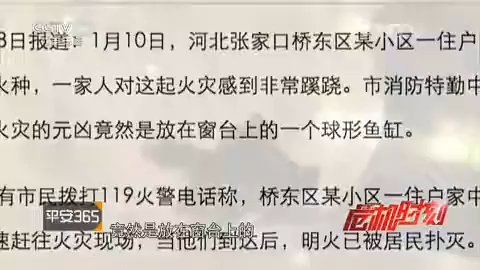 CCTV
8日报道：1月10日，河北张家口桥东区某小区一住户
火种，一家人对这起火灾感到非常蹊跷。市消防特勤中
火灾的元凶竟然是放在窗台上的一个球形鱼缸。
有市民拨打119火警电话称，桥东区某小区一住户家中
平安365
危机时刻
竟然是放在窗台上的
速赶往火灾现场，当他们到达后，明火已被居民扑灭。